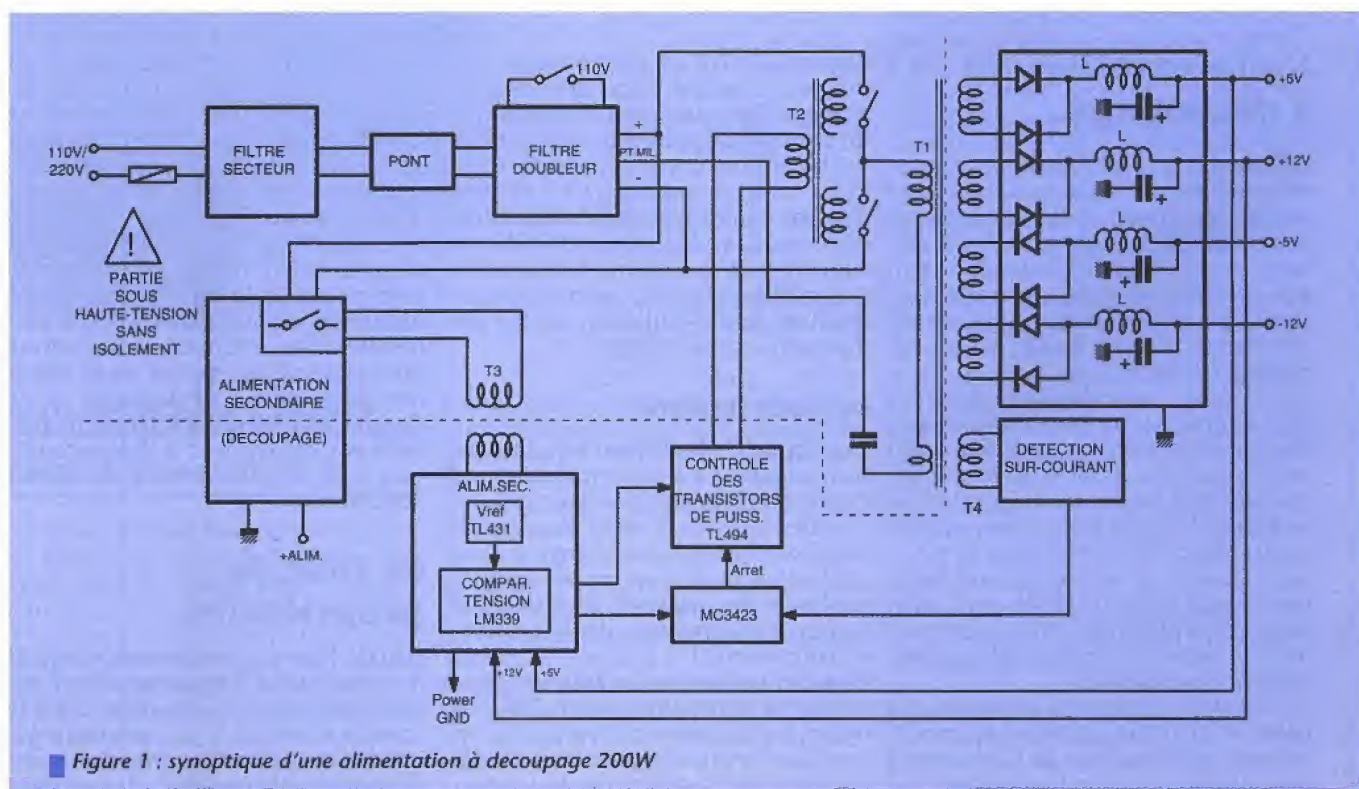 110V
T2
T1
L
+5V
110V/
220V
FILTRE
SECTEUR
PONT
FILTRE
DOUBLEUR
+
PT MIL
-
L
+12V
L
-5V
L
-12V
!
PARTIE
SOUS
HAUTE-TENSION
SANS
ISOLEMENT
ALIMENTATION
SECONDAIRE
(DECOUPAGE)
T3
+ALIM.
ALIM.SEC.
Vref
TL431
COMPAR.
TENSION
LM339
CONTROLE
DES
TRANSISTORS
DE PUISS.
TL494
T4
DETECTION
SUR-COURANT
Arret
MC3423
+12V
+5V
Power
GND
Figure 1 : synoptique d'une alimentation à decoupage 200W